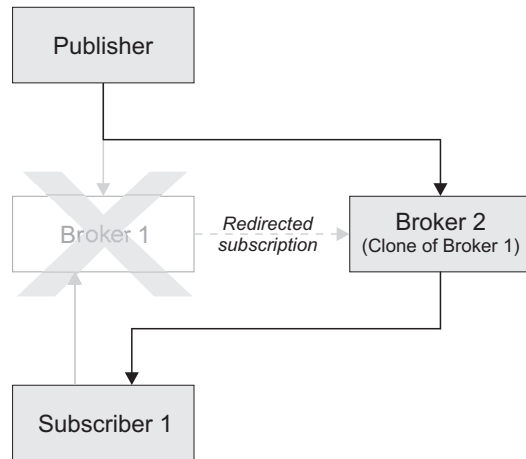 Publisher
Broker 1
Redirected
subscription
Broker 2
(Clone of Broker 1)
Subscriber 1